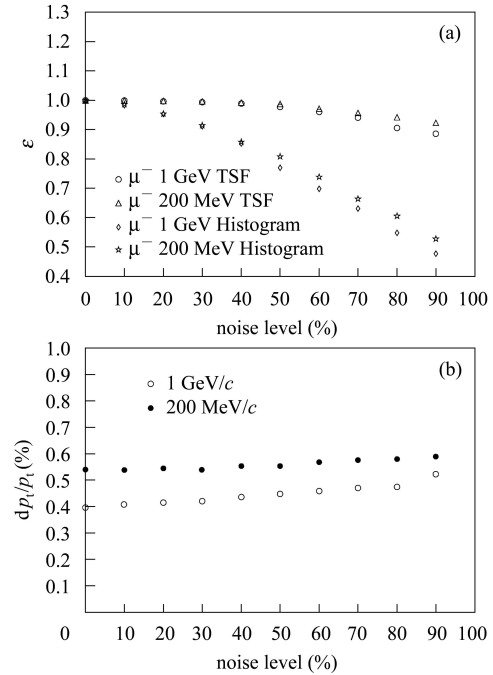 (a)
1.3
1.2
1.1
1.0
0.9
0.8
0.7
0.6
0.5
0.4
ε
μ⁻ 1 GeV TSF
μ⁻ 200 MeV TSF
μ⁻ 1 GeV Histogram
μ⁻ 200 MeV Histogram
0 10 20 30 40 50 60 70 80 90 100
noise level (%)
(b)
1.0
0.9
0.8
0.7
0.6
0.5
0.4
0.3
0.2
0.1
dpₜ/pₜ(%)
1 GeV/c
200 MeV/c
0 10 20 30 40 50 60 70 80 90 100
noise level (%)